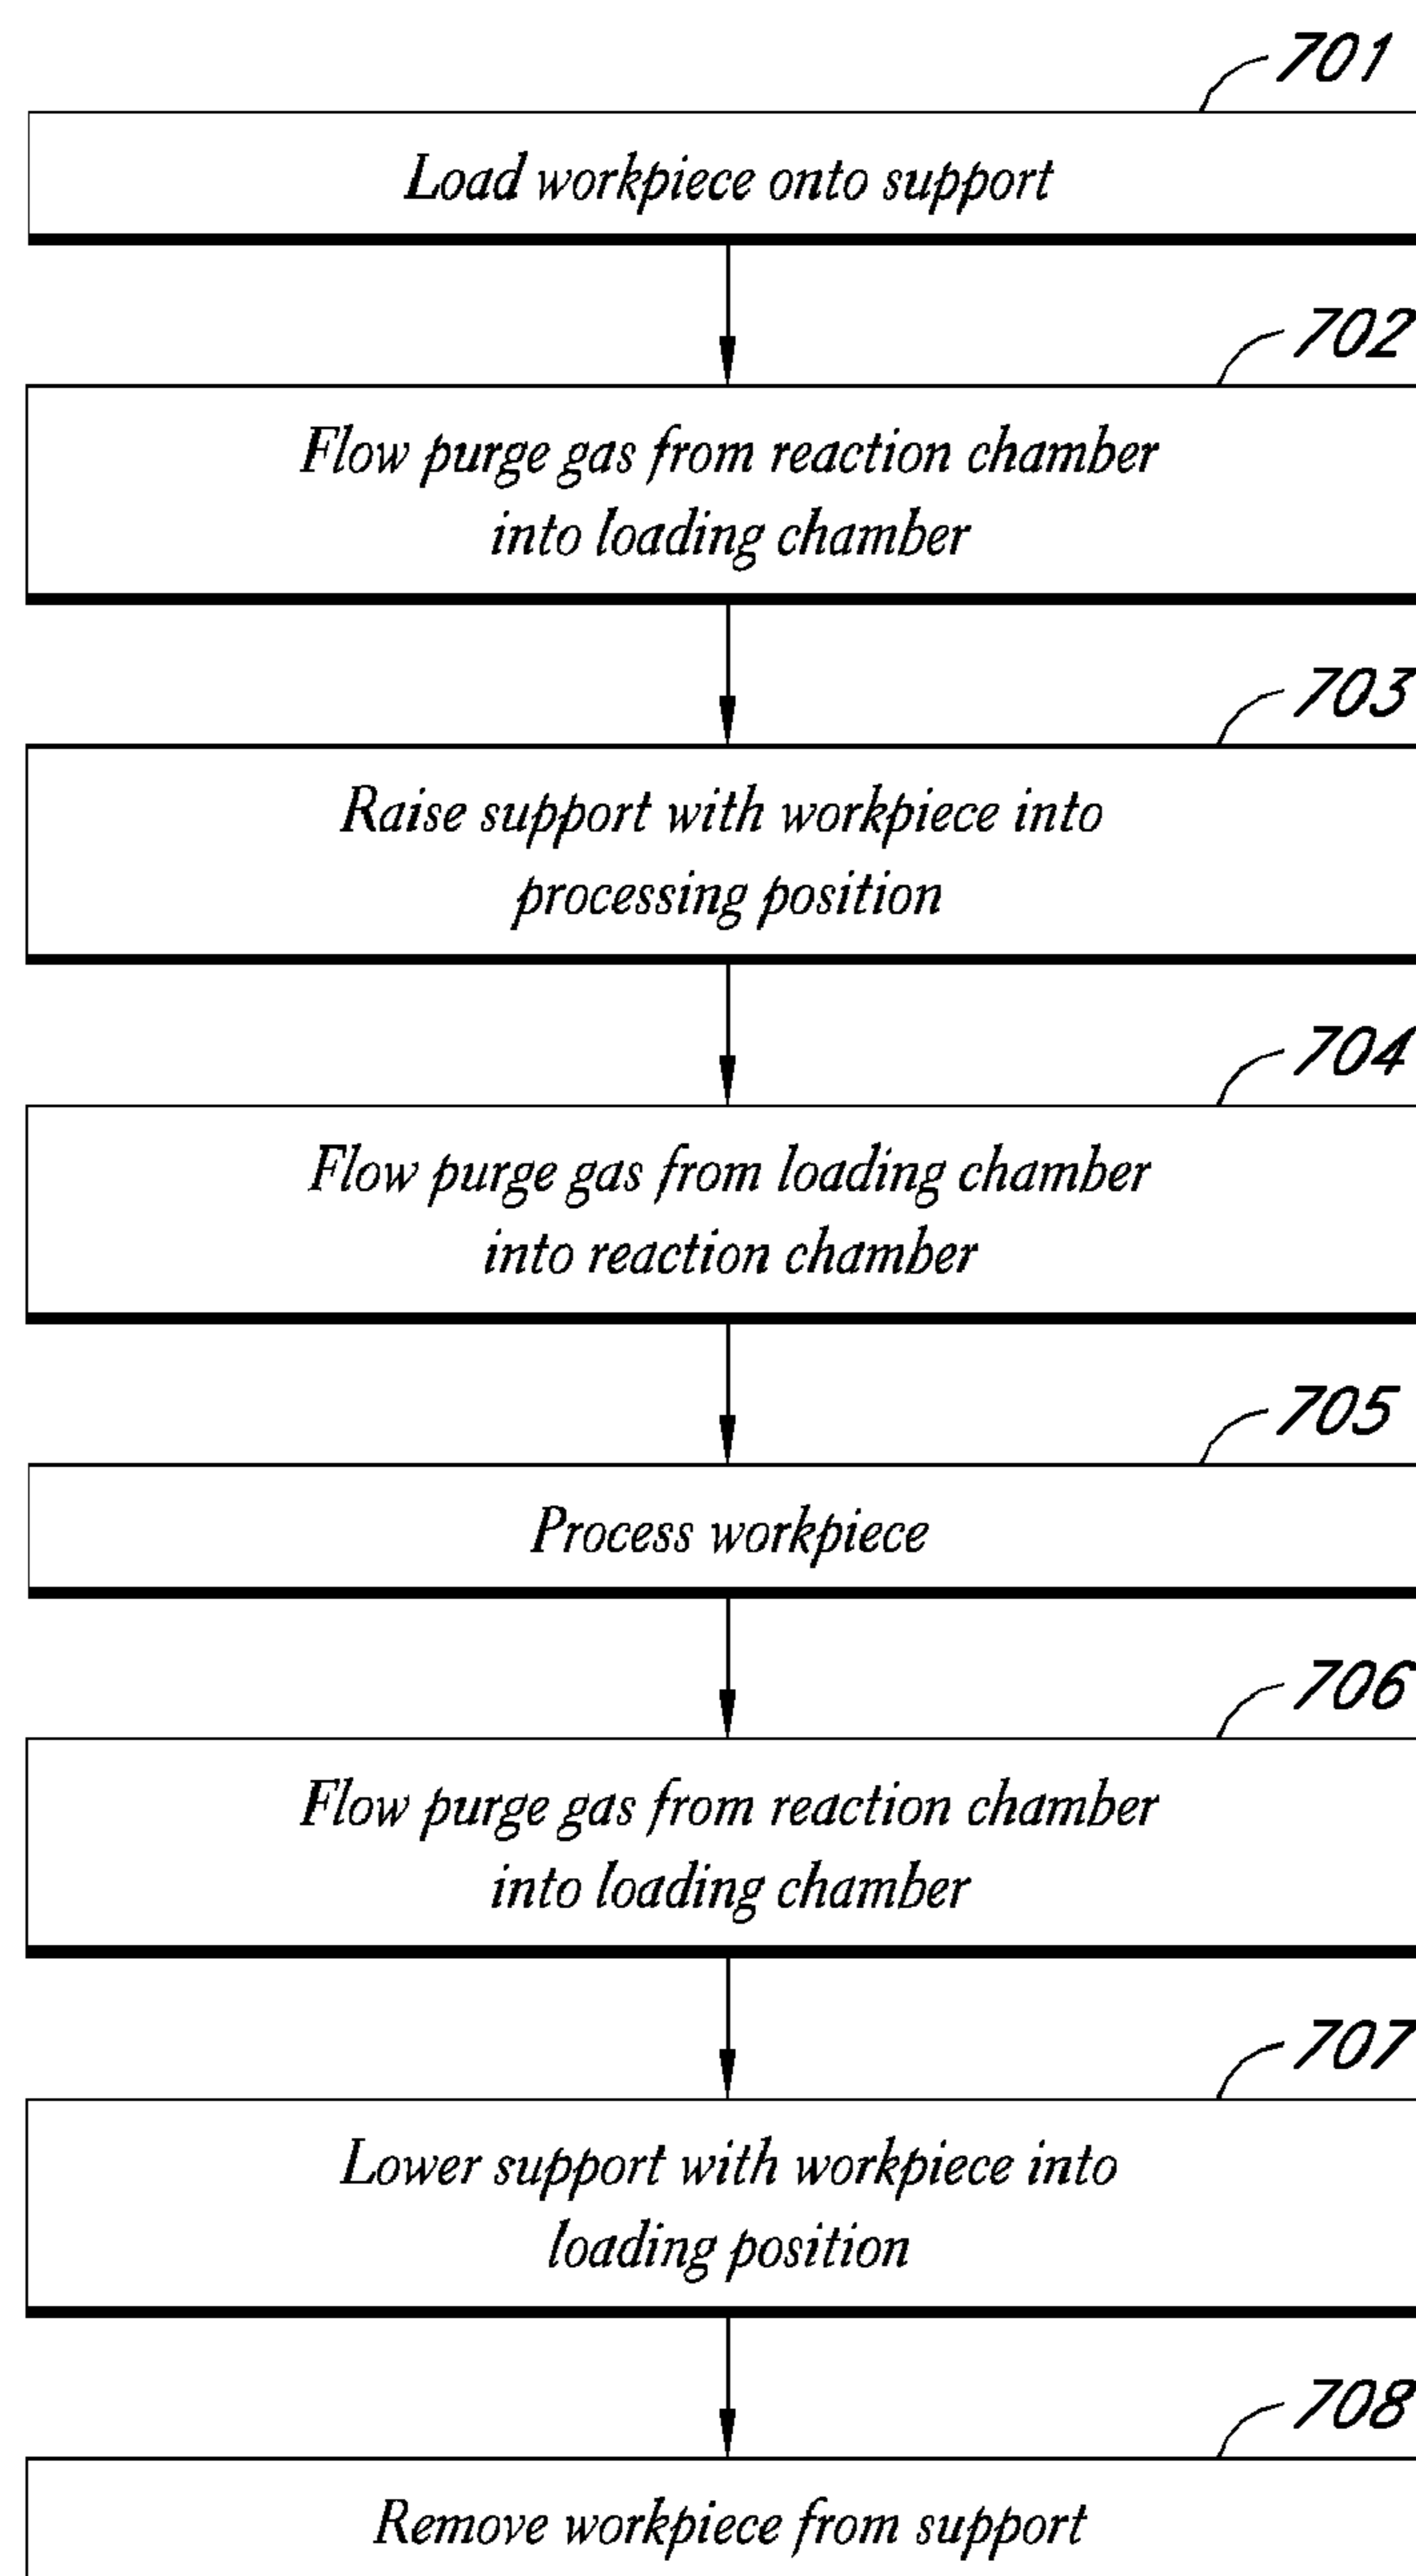 701
Load workpiece onto support
702
Flow purge gas from reaction chamber
into loading chamber
703
Raise support with workpiece into
processing position
704
Flow purge gas from loading chamber
into reaction chamber
705
Process workpiece
706
Flow purge gas from reaction chamber
into loading chamber
707
Lower support with workpiece into
loading position
708
Remove workpiece from support